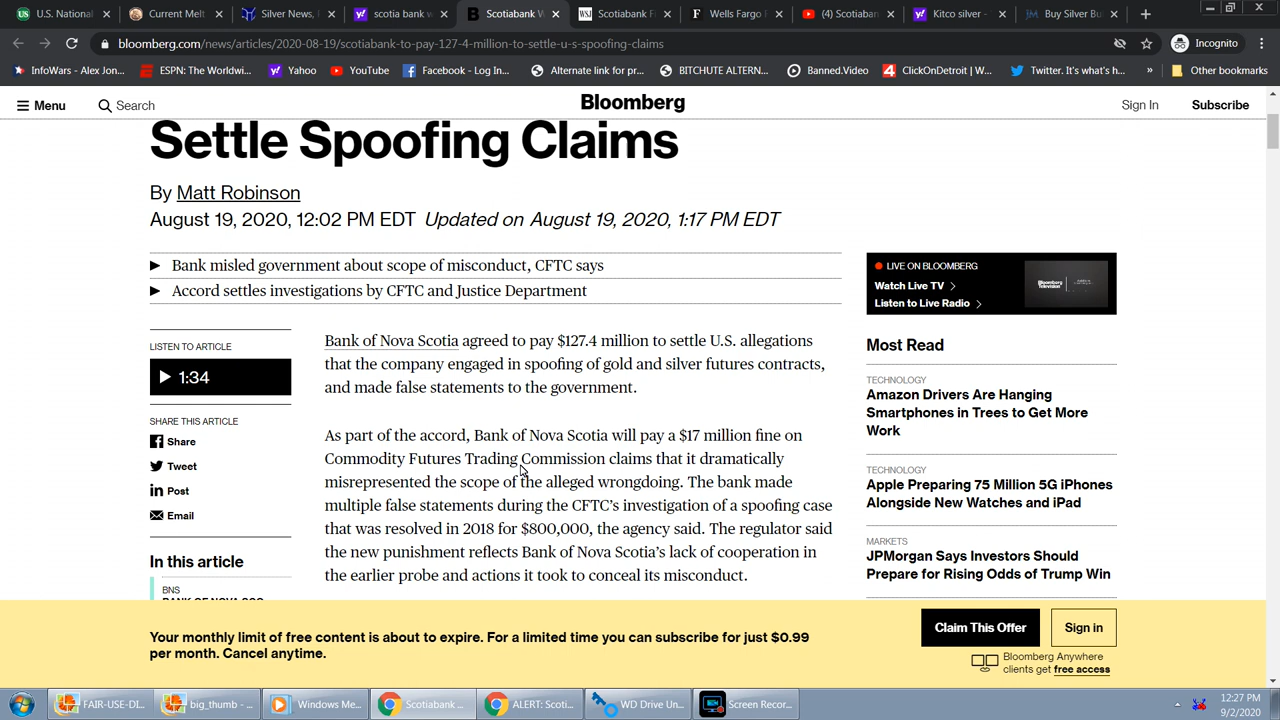 U.S. National
Current Melt
Silver News,
scotia bank w
Scotiabank
Scotiabank Fi
Wells Fargo
(4) Scotiaban
Kitco silver -
Buy Silver Bu
bloomberg.com/news/articles/2020-08-19/scotiabank-to-pay-127-4-million-to-settle-u-s-spoofing-claims
Incognito
InfoWars - Alex Jon...
ESPN: The Worldwi...
Yahoo
YouTube
Facebook - Log In...
Alternate link for pr...
BITCHUTE ALTERN...
Banned.Video
ClickOnDetroit | W...
Twitter. It's what's h...
»
Other bookmarks
Menu
Search
Bloomberg
Sign In
Subscribe
Settle Spoofing Claims
By Matt Robinson
August 19, 2020, 12:02 PM EDT Updated on August 19, 2020, 1:17 PM EDT
Bank misled government about scope of misconduct, CFTC says
Accord settles investigations by CFTC and Justice Department
LISTEN TO ARTICLE
1:34
SHARE THIS ARTICLE
Share
Tweet
Post
Email
In this article
BNS
Bank of Nova Scotia agreed to pay $127.4 million to settle U.S. allegations
that the company engaged in spoofing of gold and silver futures contracts,
and made false statements to the government.
As part of the accord, Bank of Nova Scotia will pay a $17 million fine on
Commodity Futures Trading Commission claims that it dramatically
misrepresented the scope of the alleged wrongdoing. The bank made
multiple false statements during the CFTC's investigation of a spoofing case
that was resolved in 2018 for $800,000, the agency said. The regulator said
the new punishment reflects Bank of Nova Scotia's lack of cooperation in
the earlier probe and actions it took to conceal its misconduct.
LIVE ON BLOOMBERG
Watch Live TV
Listen to Live Radio
Bloomberg
Most Read
TECHNOLOGY
Amazon Drivers Are Hanging
Smartphones in Trees to Get More
Work
TECHNOLOGY
Apple Preparing 75 Million 5G iPhones
Alongside New Watches and iPad
MARKETS
JPMorgan Says Investors Should
Prepare for Rising Odds of Trump Win
Your monthly limit of free content is about to expire. For a limited time you can subscribe for just $0.99
per month. Cancel anytime.
Claim This Offer
Sign in
Bloomberg Anywhere
clients get free access
FAIR-USE-DI...
big_thumb - ...
Windows Me...
Scotiabank ...
ALERT: Scoti...
WD Drive Un...
Screen Recor...
12:27 PM
9/2/2020